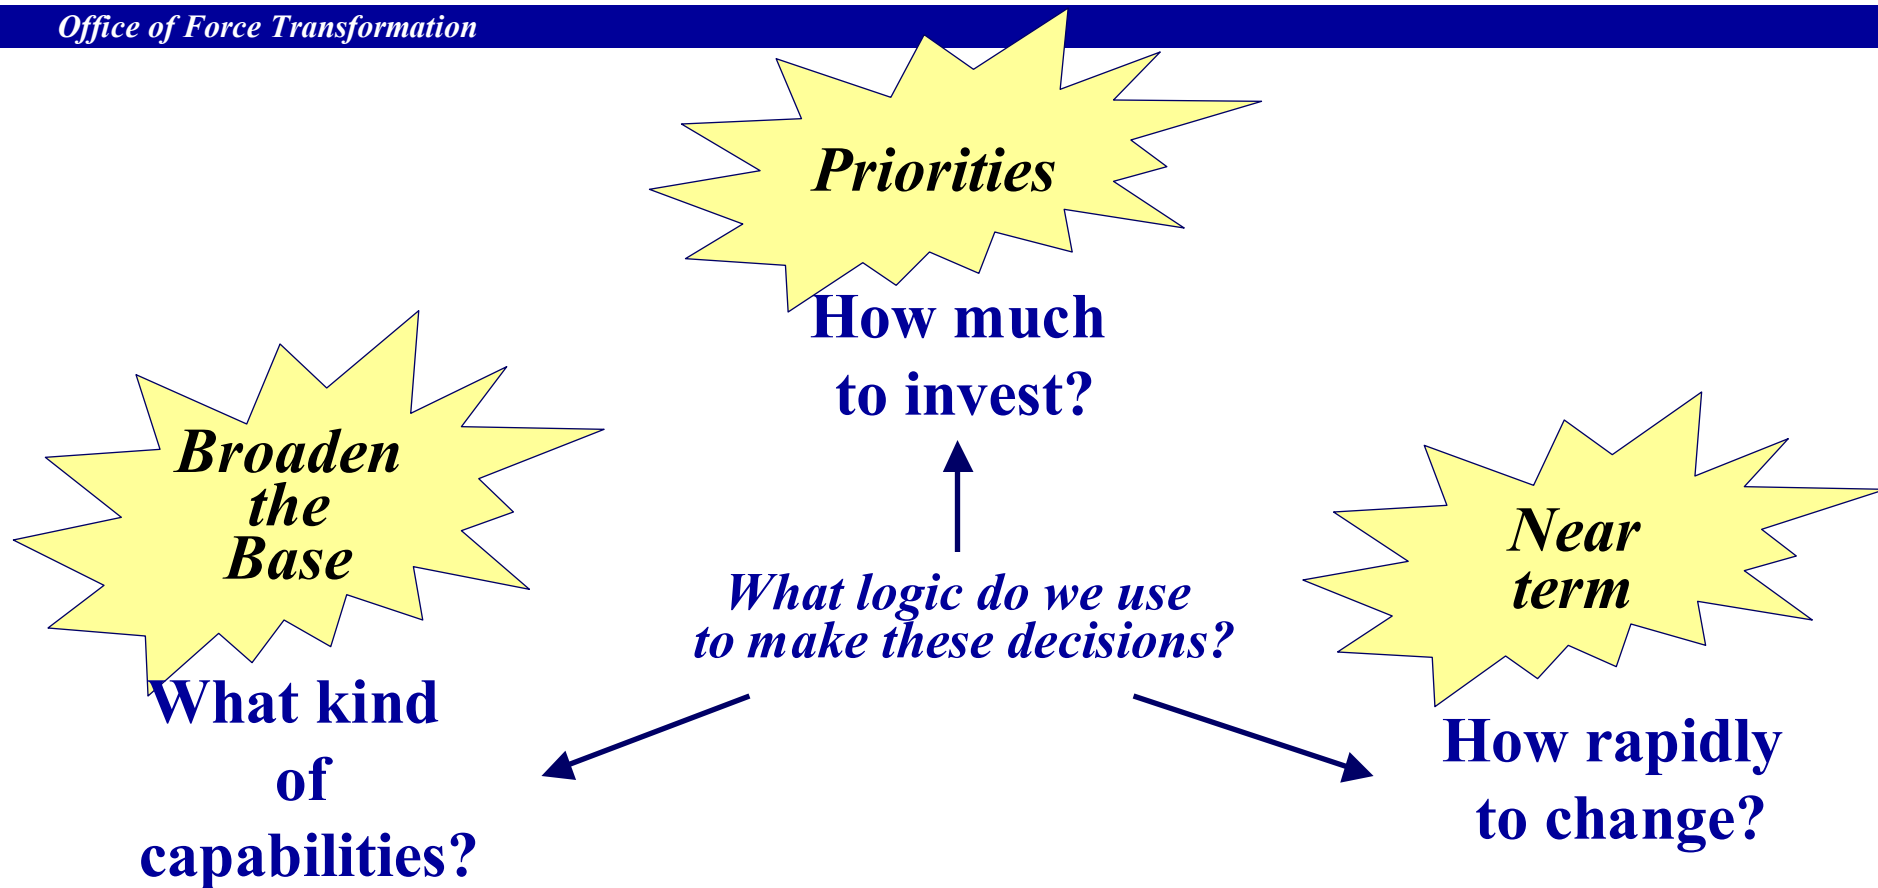 Office of Force Transformation
Priorities
How much
to invest?
Broaden
the
Base
What kind
of
capabilities?
What logic do we use
to make these decisions?
Near
term
How rapidly
to change?